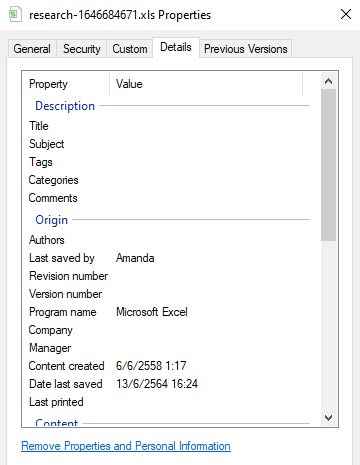 research-1646684671.xls Properties
General Security Custom Details Previous Versions
Property Value
Description
Title
Subject
Tags
Categories
Comments
Origin
Authors
Last saved by Amanda
Revision number
Version number
Program name Microsoft Excel
Company
Manager
Content created 6/6/2558 1:17
Date last saved 13/6/2564 16:24
Last printed
Content
Remove Properties and Personal Information